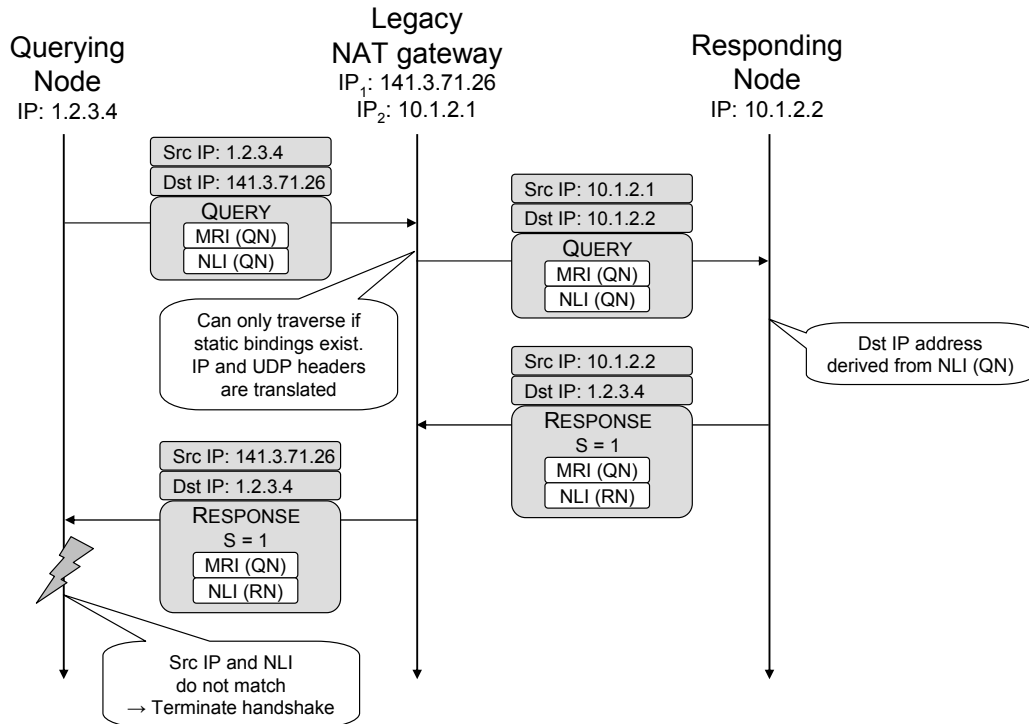 Querying
Node
IP: 1.2.3.4
Legacy
NAT gateway
IP1: 141.3.71.26
IP2: 10.1.2.1
Responding
Node
IP: 10.1.2.2
Src IP: 1.2.3.4
Dst IP: 141.3.71.26
QUERY
MRI (QN)
NLI (QN)
Src IP: 10.1.2.1
Dst IP: 10.1.2.2
QUERY
MRI (QN)
NLI (QN)
Can only traverse if
static bindings exist.
IP and UDP headers
are translated
Dst IP address
derived from NLI (QN)
Src IP: 10.1.2.2
Dst IP: 1.2.3.4
RESPONSE
S = 1
MRI (QN)
NLI (RN)
Src IP: 141.3.71.26
Dst IP: 1.2.3.4
RESPONSE
S = 1
MRI (QN)
NLI (RN)
Src IP and NLI
do not match
→ Terminate handshake